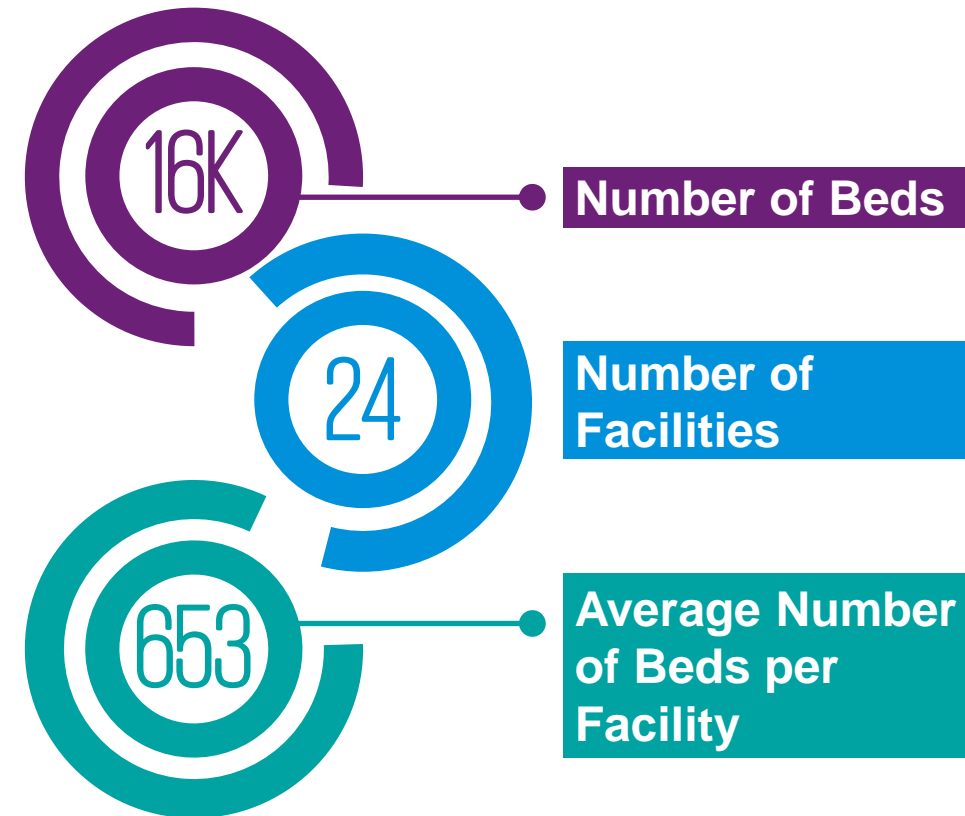 16K
Number of Beds
24
Number of
Facilities
653
Average Number
of Beds per
Facility